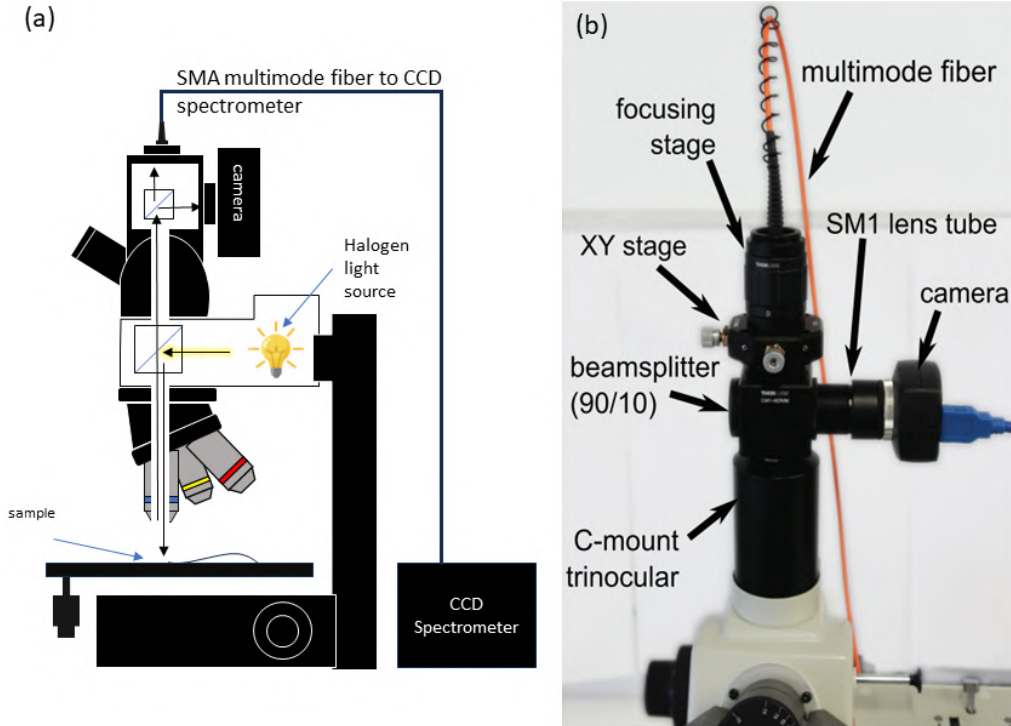 (a)
SMA multimode fiber to CCD
spectrometer
camera
Halogen
light
source
sample
CCD
Spectrometer
(b)
multimode fiber
focusing
stage
SM1 lens tube
XY stage
camera
beamsplitter
(90/10)
C-mount
trinocular